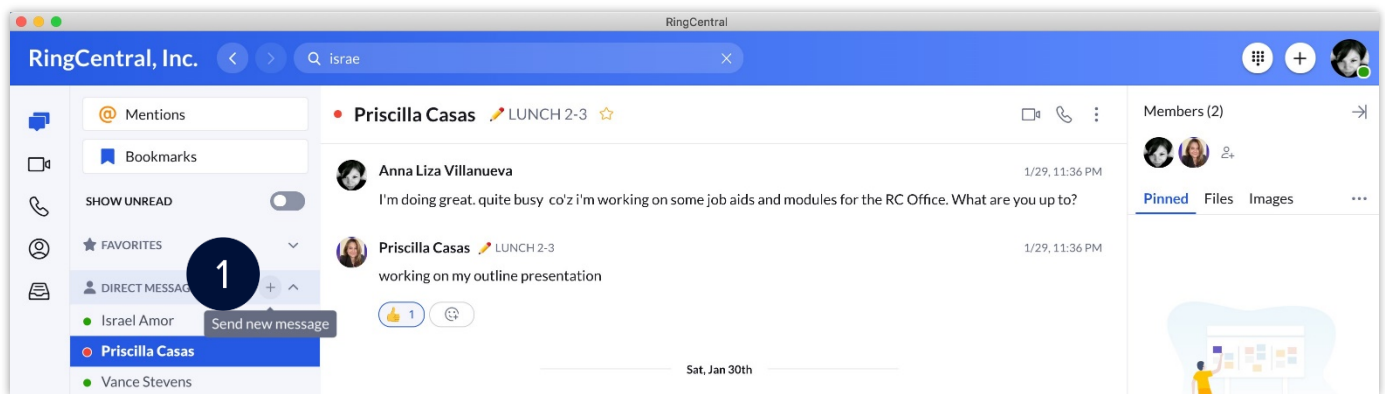 RingCentral
RingCentral, Inc.
israe
Mentions
Bookmarks
SHOW UNREAD
FAVORITES
1
DIRECT MESSAG
Send new message
Israel Amor
Priscilla Casas
Vance Stevens
Priscilla Casas LUNCH 2-3
Anna Liza Villanueva 1/29, 11:36 PM
I'm doing great. quite busy co'z i'm working on some job aids and modules for the RC Office. What are you up to?
Priscilla Casas LUNCH 2-3 1/29, 11:36 PM
working on my outline presentation
👍 1
Sat, Jan 30th
Members (2)
Pinned Files Images